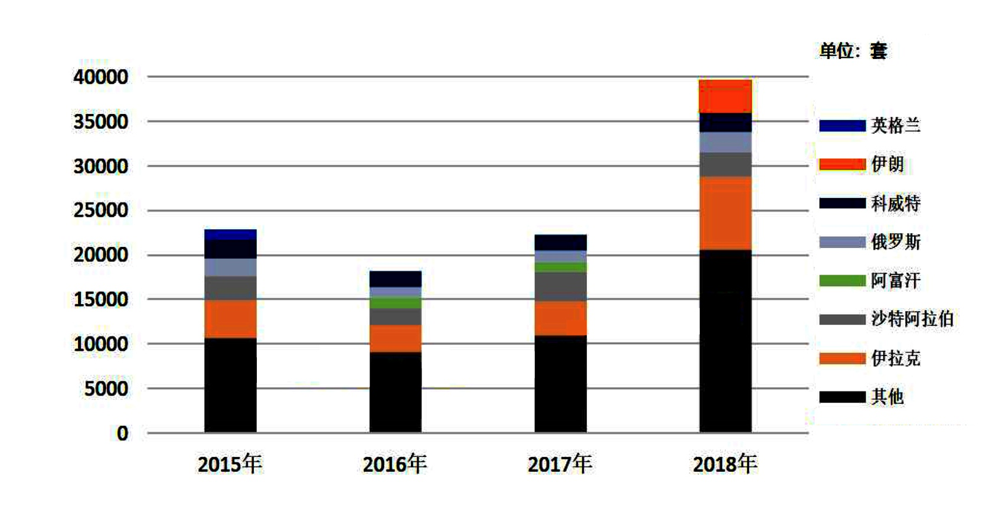 单位：套
40000
35000
30000
25000
20000
15000
10000
5000
0
2015年
2016年
2017年
2018年
英格兰
伊朗
科威特
俄罗斯
阿富汗
沙特阿拉伯
伊拉克
其他